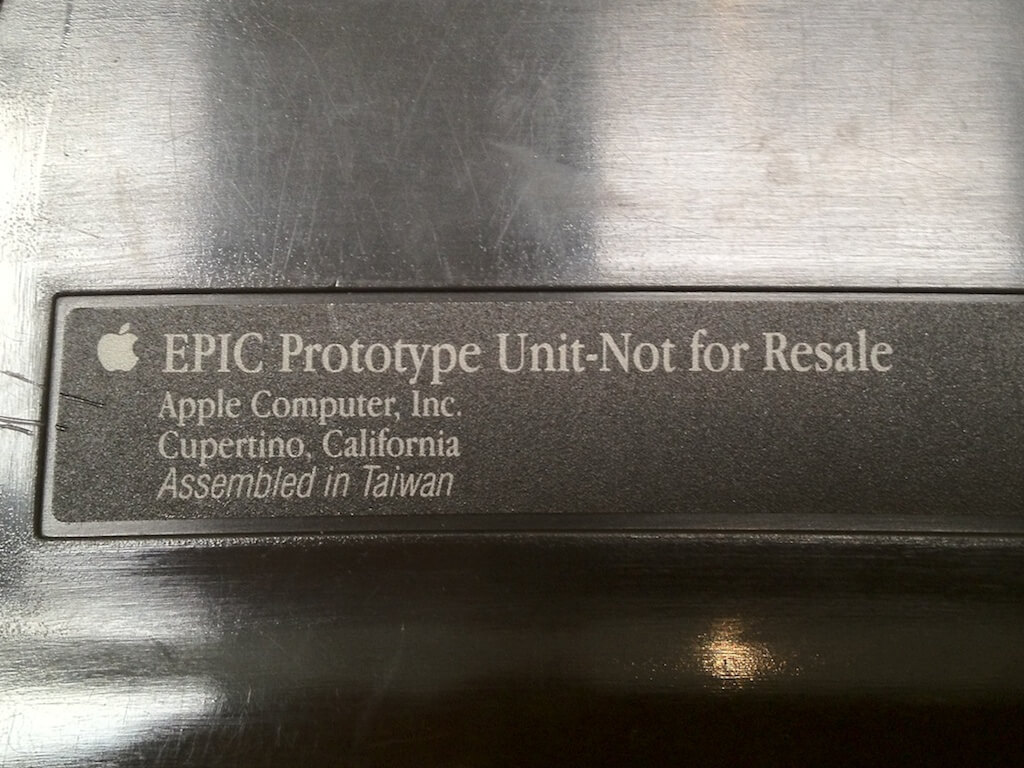 EPIC Prototype Unit-Not for Resale
Apple Computer, Inc.
Cupertino, California
Assembled in Taiwan